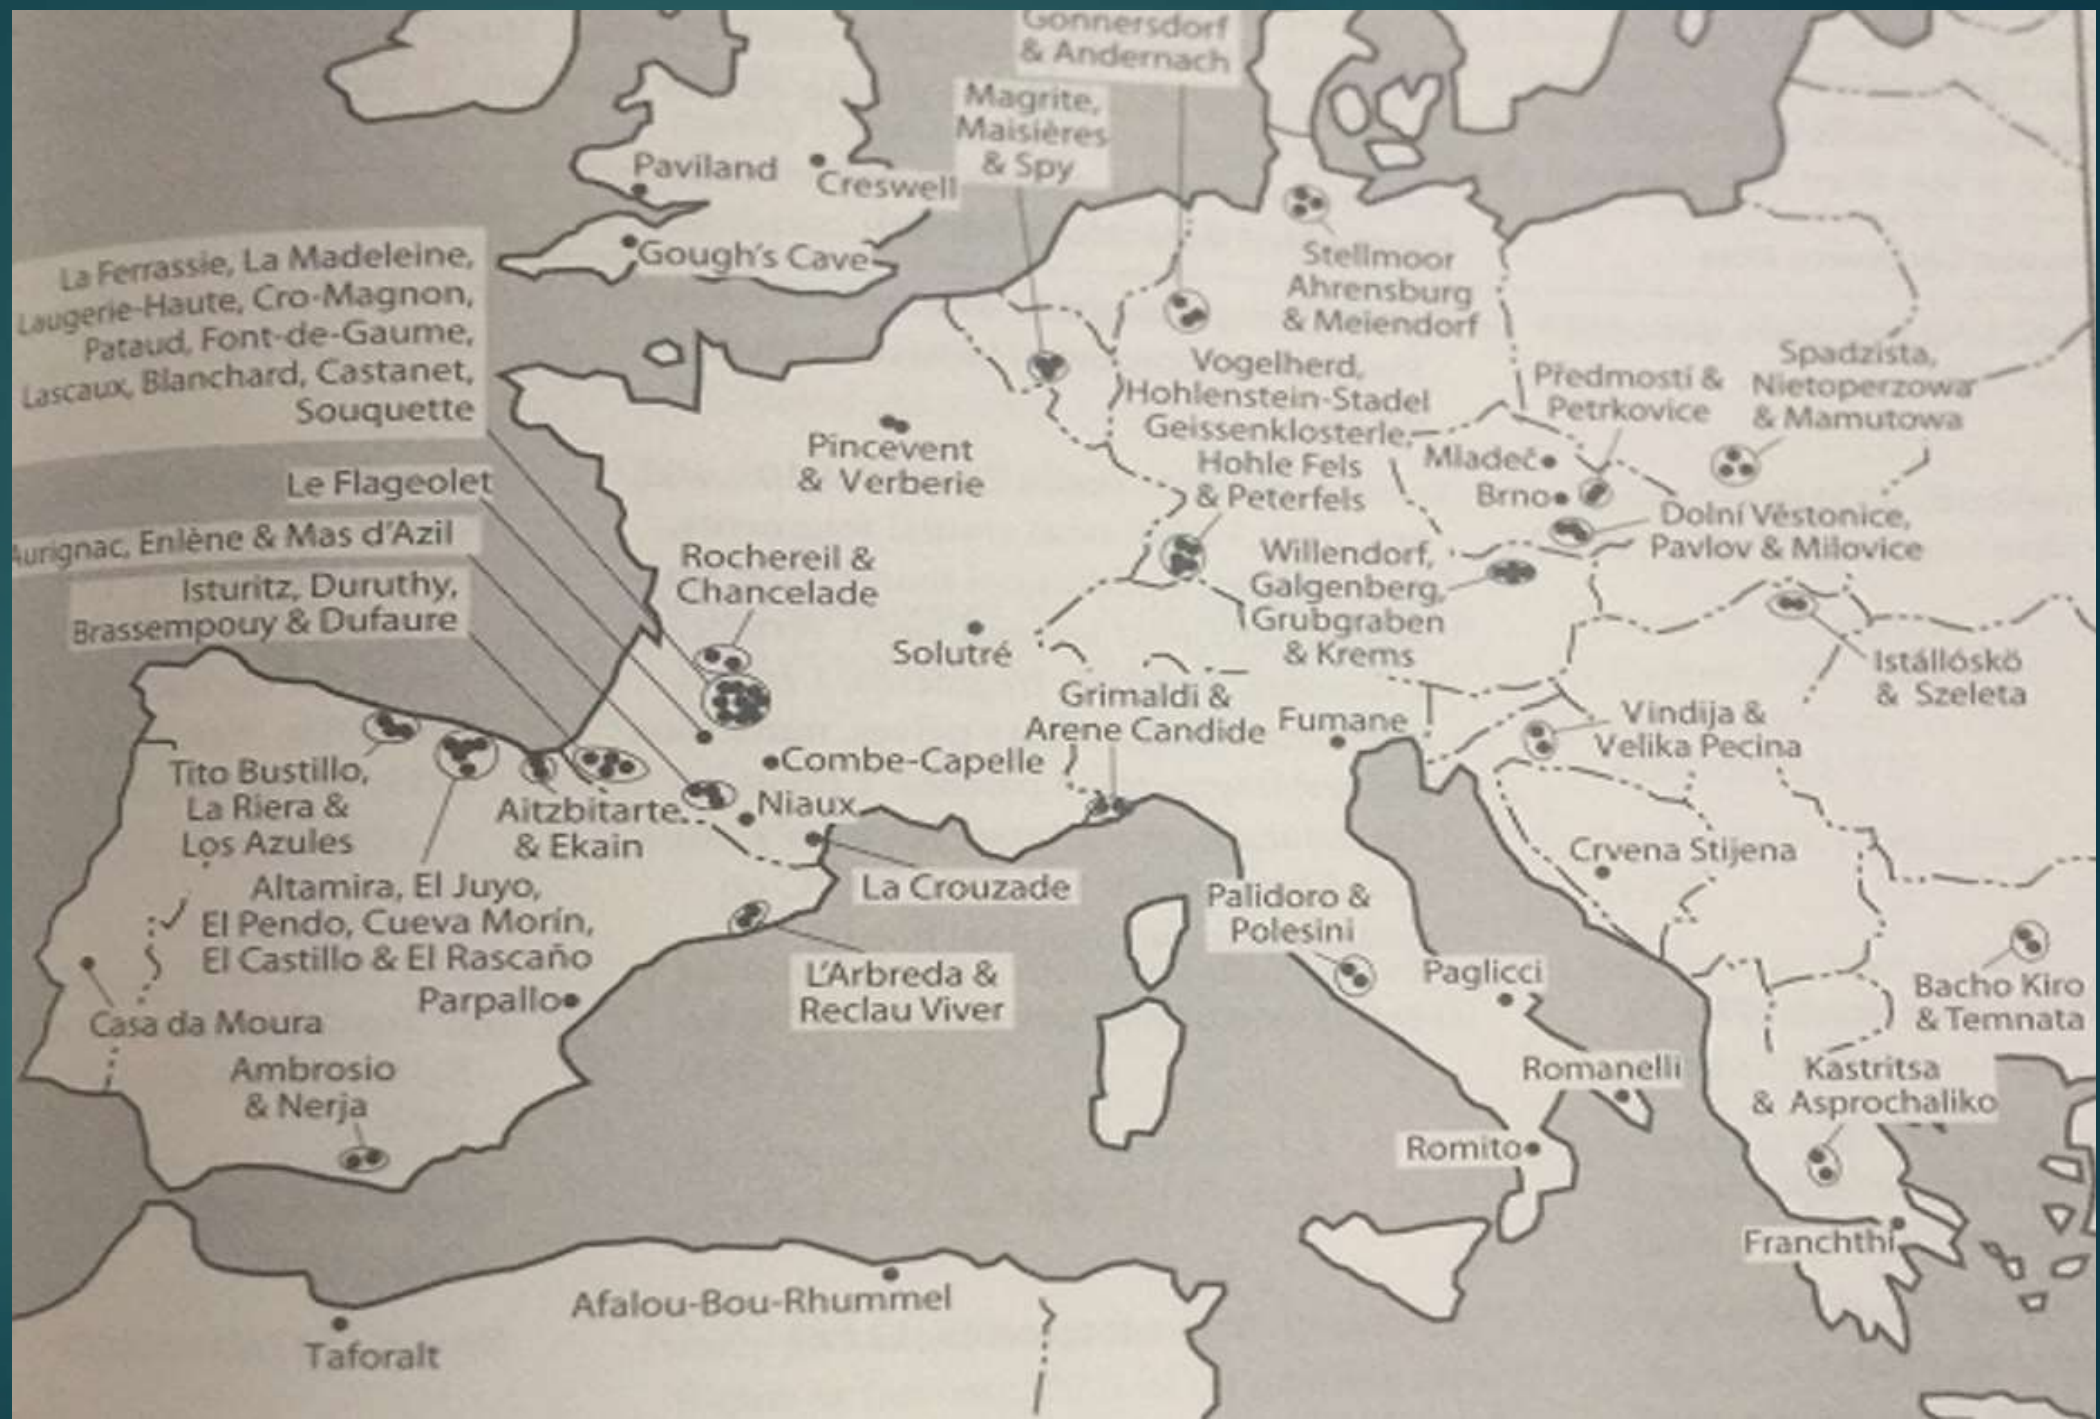 Gönnersdorf
& Andernach
Magrite,
Maisières
& Spy
Paviland
Creswell
Gough's Cave
Stellmoor
Ahrensburg
& Meiendorf
La Ferrassie, La Madeleine,
Laugerie-Haute, Cro-Magnon,
Pataud, Font-de-Gaume,
Lascaux, Blanchard, Castanet,
Souquette
Le Flageolet
Aurignac, Enlène & Mas d'Azil
Isturitz, Duruthy,
Brassempouy & Dufaure
Pincevent
& Verberie
Vogelherd,
Hohlenstein-Stadel
Geissenklosterle,
Hohle Fels
& Peterfels
Předmostí &
Petrkovice
Spadzista,
Nietoperzowa
& Mamutowa
Mladeč
Brno
Dolní Věstonice,
Pavlov & Milovice
Rochereil &
Chancelade
Willendorf,
Galgenberg,
Grubgraben
& Krems
Solutré
Istállóskö
& Szeleta
Grimaldi &
Arene Candide
Fumane
Vindija &
Velika Pecina
Combe-Capelle
Tito Bustillo,
La Riera &
Los Azules
Aitzbitarte
& Ekain
Niaux
Crvena Stijena
La Crouzade
Altamira, El Juyo,
El Pendo, Cueva Morín,
El Castillo & El Rascaño
Palidoro &
Polesini
L'Arbreda &
Reclau Viver
Paglicci
Parpallo
Casa da Moura
Bacho Kiro
& Temnata
Ambrosio
& Nerja
Romanelli
Kastritsa
& Asprochaliko
Romito
Franchthi
Afalou-Bou-Rhummel
Taforalt